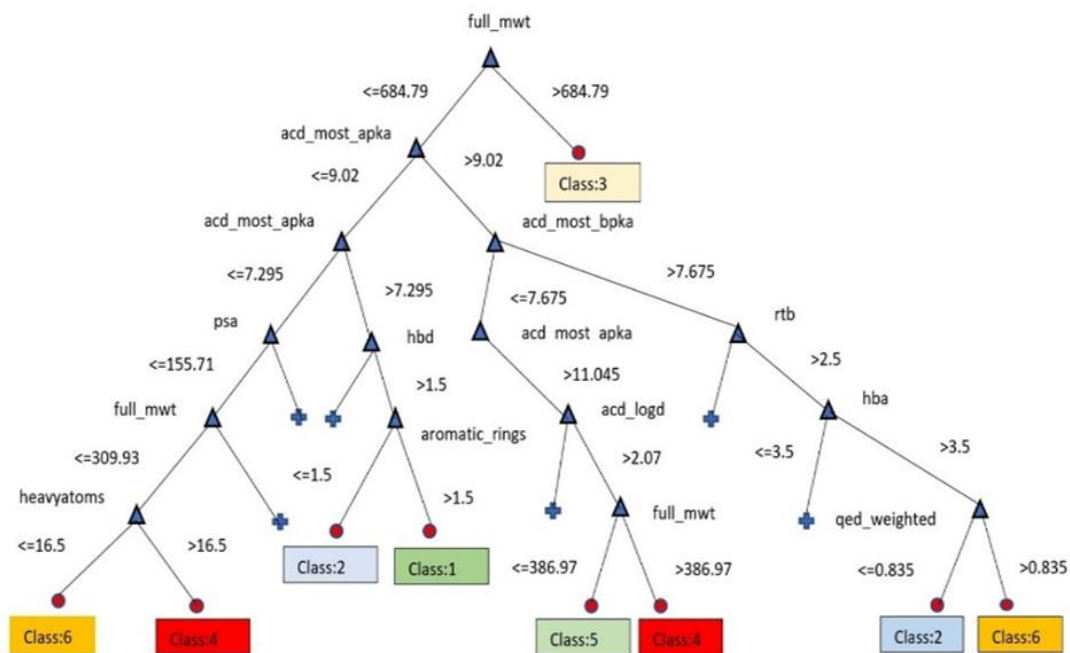 full_mwt
<=684.79
>684.79
acd_most_apka
<=9.02
>9.02
Class:3
acd_most_apka
acd_most_bpka
<=7.295
>7.295
<=7.675
>7.675
psa
hbd
acd most apka
rtb
<=155.71
>1.5
>11.045
>2.5
full_mwt
aromatic_rings
acd_logd
hba
<=309.93
<=1.5
>1.5
>2.07
<=3.5
>3.5
heavyatoms
full_mwt
qed_weighted
<=16.5
>16.5
Class:2
Class:1
<=386.97
>386.97
<=0.835
>0.835
Class:6
Class:4
Class:5
Class:4
Class:2
Class:6